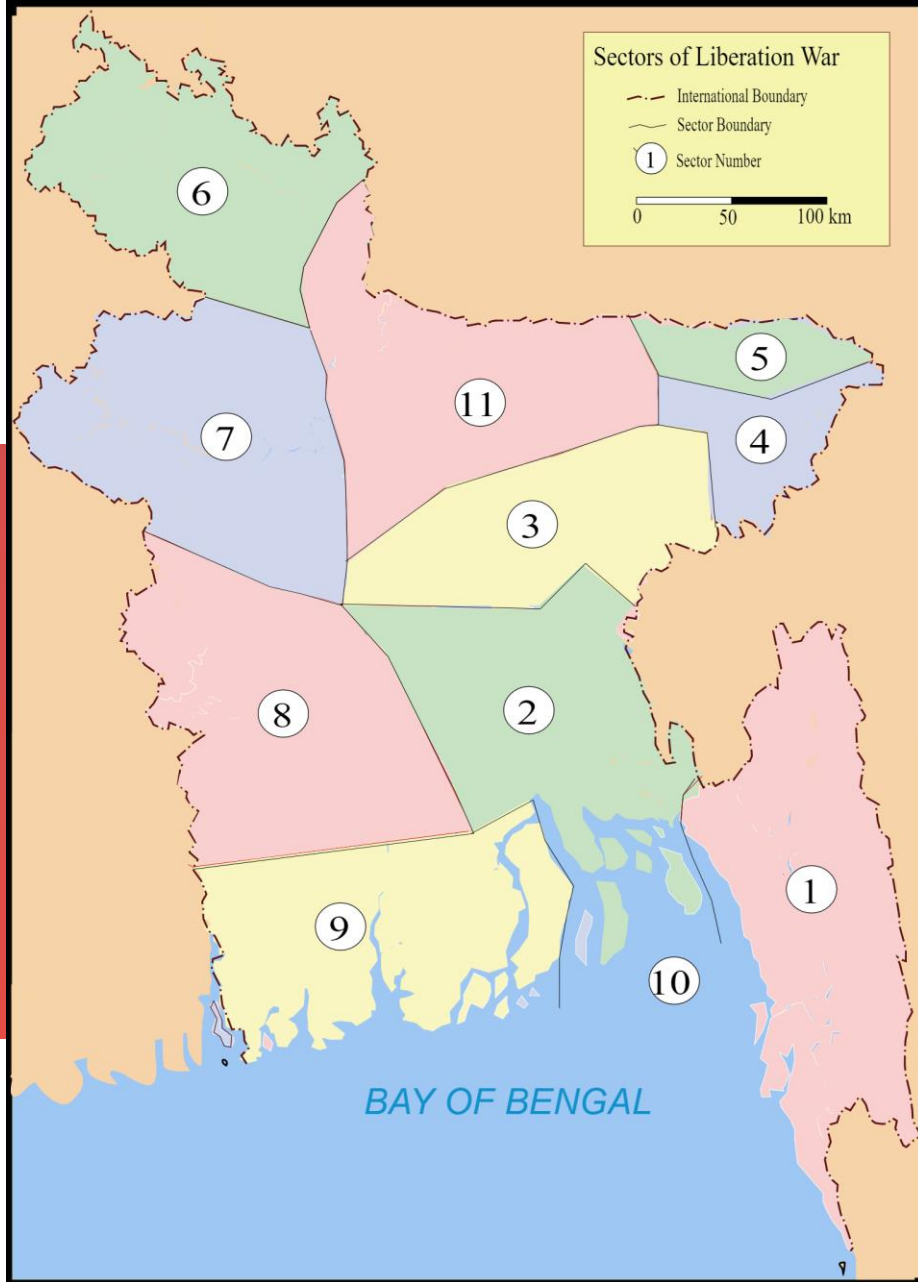 Sectors of Liberation War
International Boundary
Sector Boundary
1 Sector Number
0 50 100 km
6
5
11
4
7
3
2
8
1
9
10
BAY OF BENGAL